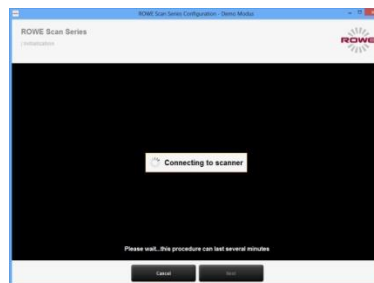 ROWE Scan Series Configuration - Demo Modus
ROWE Scan Series
/ Initialization
ROWE
Connecting to scanner
Please wait...this procedure can last several minutes
Cancel
Next